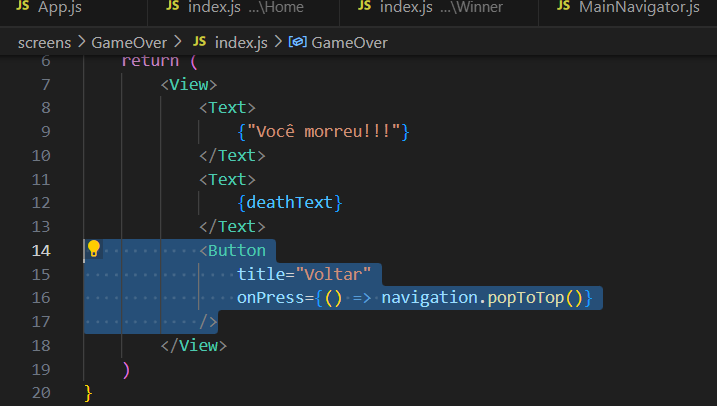 JS App.js JS index.js ...\Home JS index.js ...\Winner JS MainNavigator.js
screens > GameOver > JS index.js > GameOver
6 return (
7 <View>
8 <Text>
9 {"Você morreu!!!"}
10 </Text>
11 <Text>
12 {deathText}
13 </Text>
14 <Button
15 title="Voltar"
16 onPress={() => navigation.popToTop()}
17 />
18 </View>
19 )
20 }